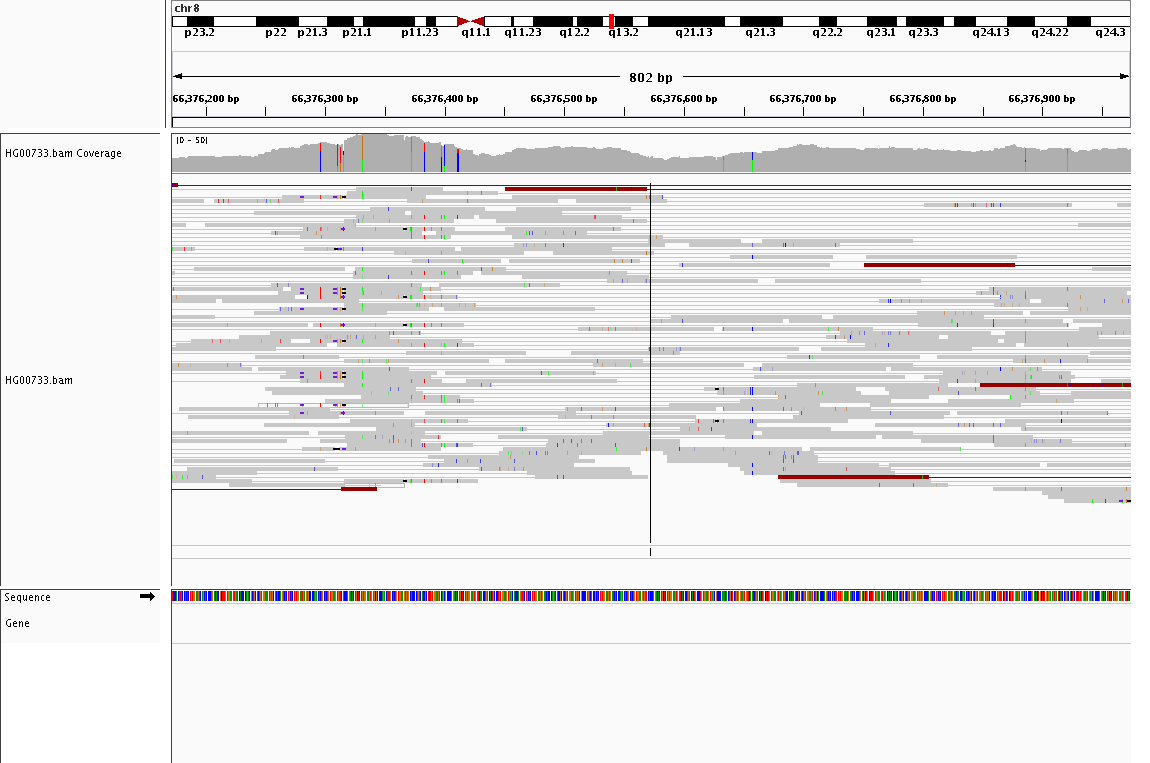 chr8
p23.2 p22 p21.3 p21.1 p11.23 q11.1 q11.23 q12.2 q13.2 q21.13 q21.3 q22.2 q23.1 q23.3 q24.13 q24.22 q24.3
802 bp
66,376,200 bp 66,376,300 bp 66,376,400 bp 66,376,500 bp 66,376,600 bp 66,376,700 bp 66,376,800 bp 66,376,900 bp
[0 - 50]
HG00733.bam Coverage
HG00733.bam
Sequence
Gene